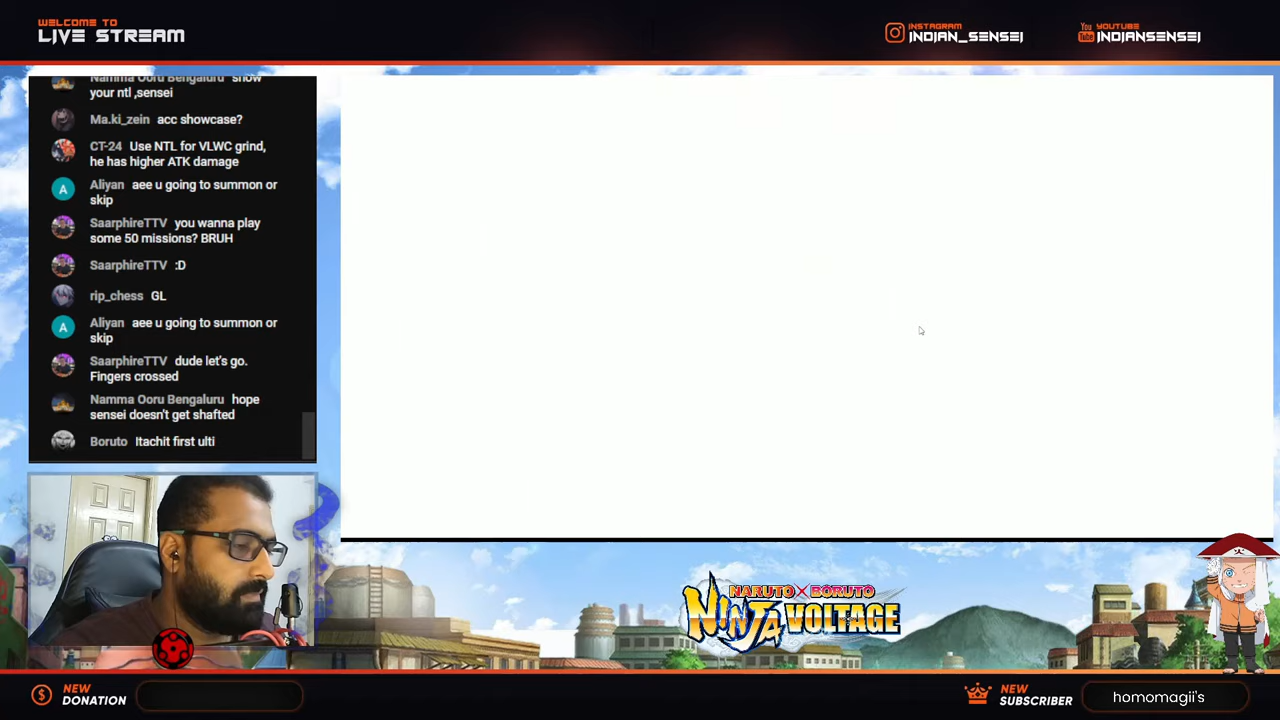 WELCOME TO
LIVE STREAM
INSTAGRAM
INDIAN_SENSEI
You
Tube
YOUTUBE
INDIANSENSEI
Namma Ooru Bengaluru show
your ntl ,sensei
Ma.ki_zein acc showcase?
CT-24 Use NTL for VLWC grind,
he has higher ATK damage
A
Aliyan aee u going to summon or
skip
SaarphireTTV you wanna play
some 50 missions? BRUH
SaarphireTTV :D
rip_chess GL
A
Aliyan aee u going to summon or
skip
SaarphireTTV dude let's go.
Fingers crossed
Namma Ooru Bengaluru hope
sensei doesn't get shafted
Boruto Itachit first ulti
NARUTO X BORUTO
NINJA VOLTAGE
$
NEW
DONATION
NEW
SUBSCRIBER
homomagii's